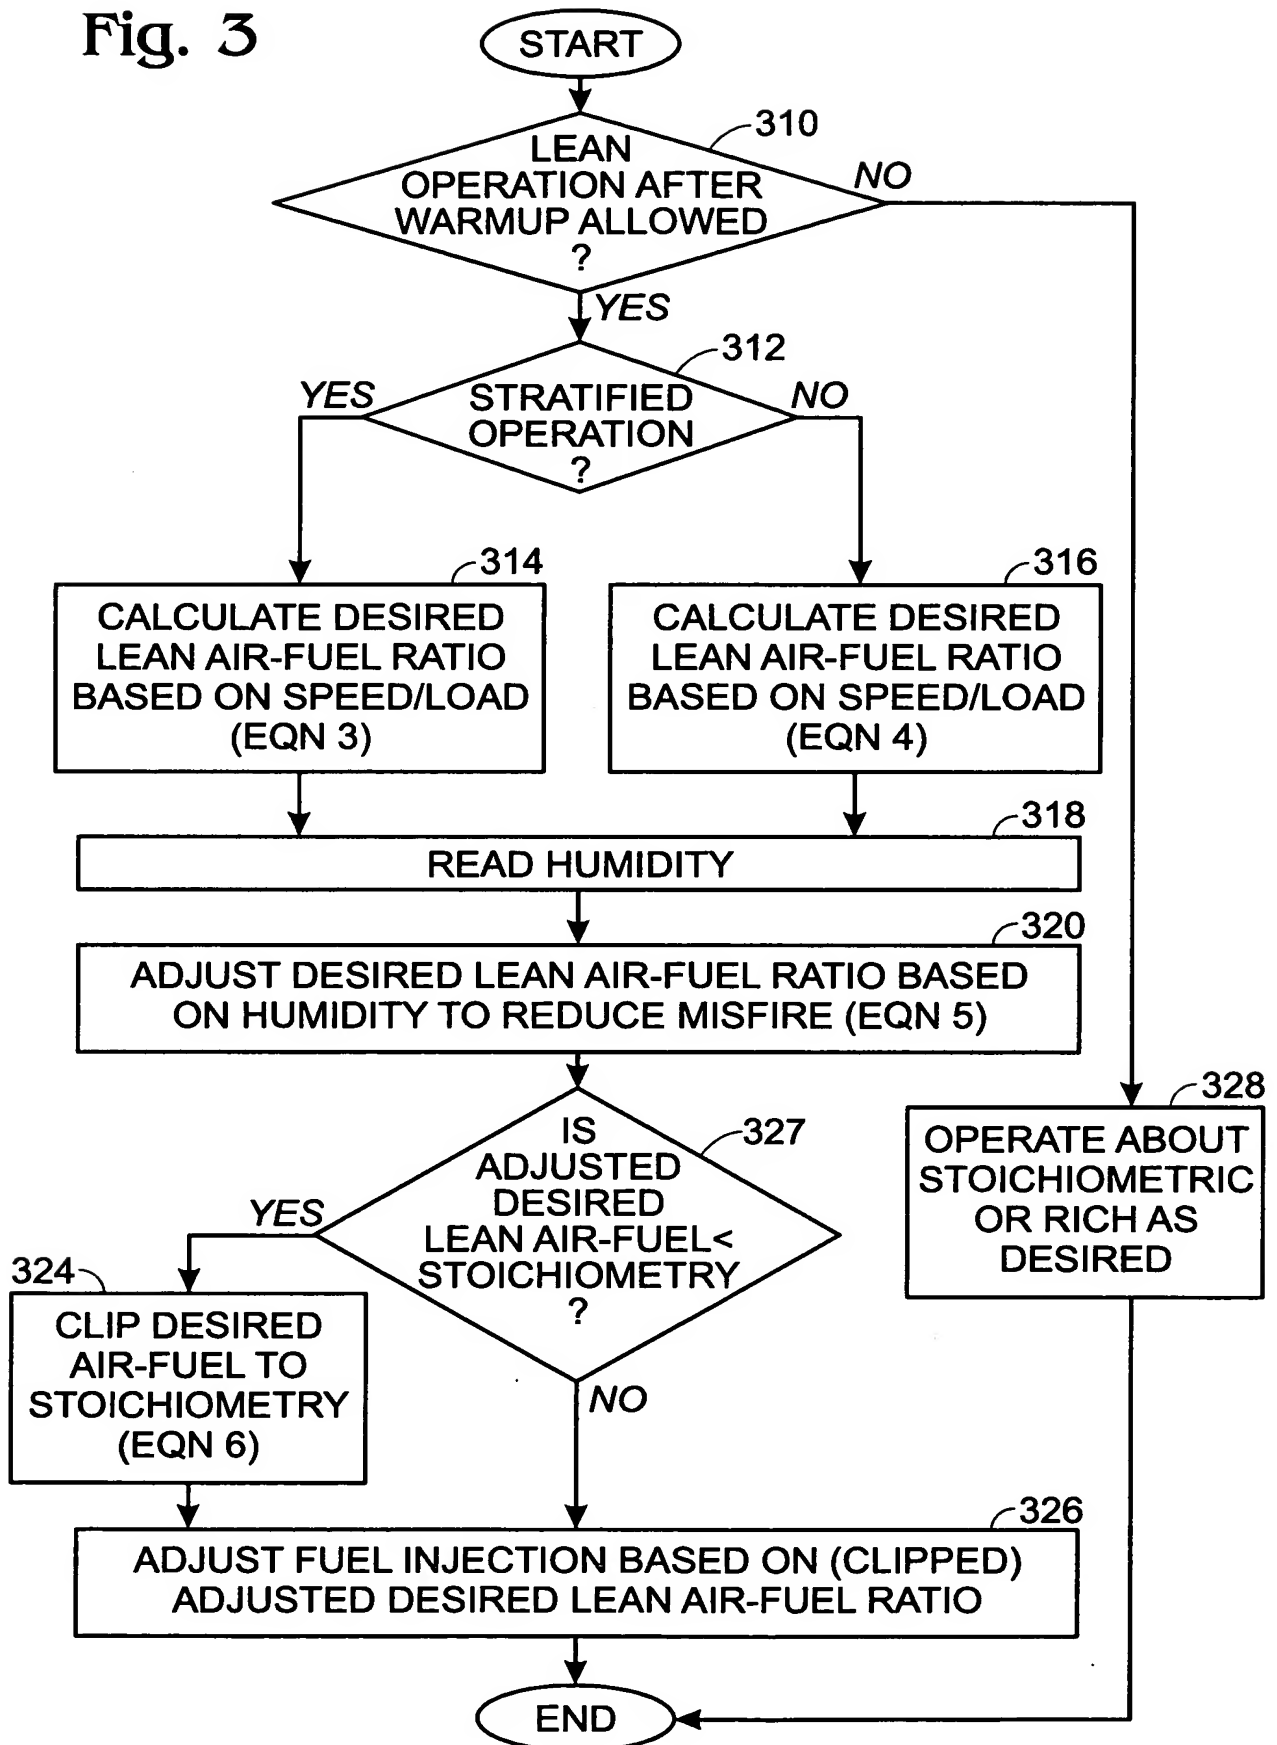 Fig. 3
START
310
LEAN
OPERATION AFTER
WARMUP ALLOWED
?
NO
YES
312
STRATIFIED
OPERATION
?
YES
NO
314
CALCULATE DESIRED
LEAN AIR-FUEL RATIO
BASED ON SPEED/LOAD
(EQN 3)
316
CALCULATE DESIRED
LEAN AIR-FUEL RATIO
BASED ON SPEED/LOAD
(EQN 4)
318
READ HUMIDITY
320
ADJUST DESIRED LEAN AIR-FUEL RATIO BASED
ON HUMIDITY TO REDUCE MISFIRE (EQN 5)
327
IS
ADJUSTED
DESIRED
LEAN AIR-FUEL<
STOICHIOMETRY
?
YES
NO
328
OPERATE ABOUT
STOICHIOMETRIC
OR RICH AS
DESIRED
324
CLIP DESIRED
AIR-FUEL TO
STOICHIOMETRY
(EQN 6)
326
ADJUST FUEL INJECTION BASED ON (CLIPPED)
ADJUSTED DESIRED LEAN AIR-FUEL RATIO
END